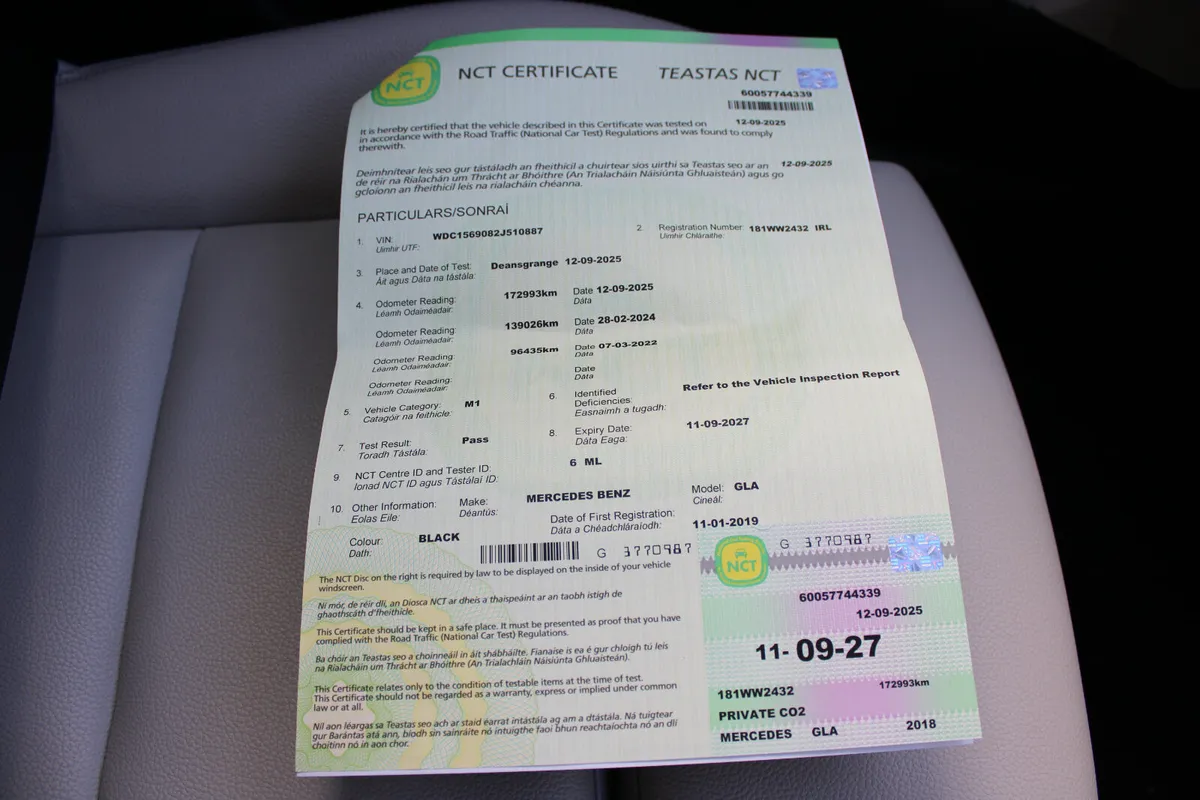 NCT
NCT CERTIFICATE TEASTAS NCT
60057744339
It is hereby certified that the vehicle described in this Certificate was tested on 12-09-2025
in accordance with the Road Traffic (National Car Test) Regulations and was found to comply
therewith.
Deimhnítear leis seo gur tástáladh an fheithicil a chuirtear síos uirthi sa Teastas seo ar an 12-09-2025
de réir na Rialachán um Thrácht ar Bhóithre (An Trialacháin Náisiúnta Ghluaisteán) agus go
gcloíonn an fheithicil leis na rialacháin chéanna.
PARTICULARS/SONRAÍ
1. VIN: WDC1569082J510887 2. Registration Number: 181WW2432 IRL
Uimhir UTF: Uimhir Chláraithe:
3. Place and Date of Test: Deansgrange 12-09-2025
Áit agus Dáta na tástála:
4. Odometer Reading: 172993km Date 12-09-2025
Léamh Odaiméadair: Dáta
Odometer Reading: 139026km Date 28-02-2024
Léamh Odaiméadair: Dáta
Odometer Reading: 96435km Date 07-03-2022
Léamh Odaiméadair: Dáta
Odometer Reading: Date
Léamh Odaiméadair: Dáta
5. Vehicle Category: M1 6. Identified Deficiencies: Refer to the Vehicle Inspection Report
Catagóir na feithicle: Easnaimh a tugadh:
7. Test Result: Pass 8. Expiry Date: 11-09-2027
Toradh Tástála: Dáta Eaga:
9. NCT Centre ID and Tester ID: 6 ML
Ionad NCT ID agus Tástálaí ID:
10. Other Information: Make: MERCEDES BENZ Model: GLA
Eolas Eile: Déantús: Cineál:
Date of First Registration: 11-01-2019
Dáta a Chéadchláraíodh:
Colour: BLACK
Dath:
G 3770987
The NCT Disc on the right is required by law to be displayed on the inside of your vehicle
windscreen.
Ní mór, de réir dlí, an Diosca NCT ar dheis a thaispeáint ar an taobh istigh de
ghaothscáth d'fheithicle.
This Certificate should be kept in a safe place. It must be presented as proof that you have
complied with the Road Traffic (National Car Test) Regulations.
Ba chóir an Teastas seo a choinneáil in áit shábháilte. Fianaise is ea é gur chloígh tú leis
na Rialacháin um Thrácht ar Bhóithre (An Trialachláin Náisiúnta Ghluaisteán).
This Certificate relates only to the condition of testable items at the time of test.
This Certificate should not be regarded as a warranty, express or implied under common
law or at all.
Níl aon léargas sa Teastas seo ach ar staid earrat intástála ag am a dtástála. Ná tuigtear
gur Barántas atá ann, bíodh sin sainráite nó intuigthe faoi bhun reachtaíochta nó an dlí
choitinn nó in aon chor.
NCT
G 3770987
60057744339
12-09-2025
11-09-27
181WW2432 172993km
PRIVATE CO2
MERCEDES GLA 2018